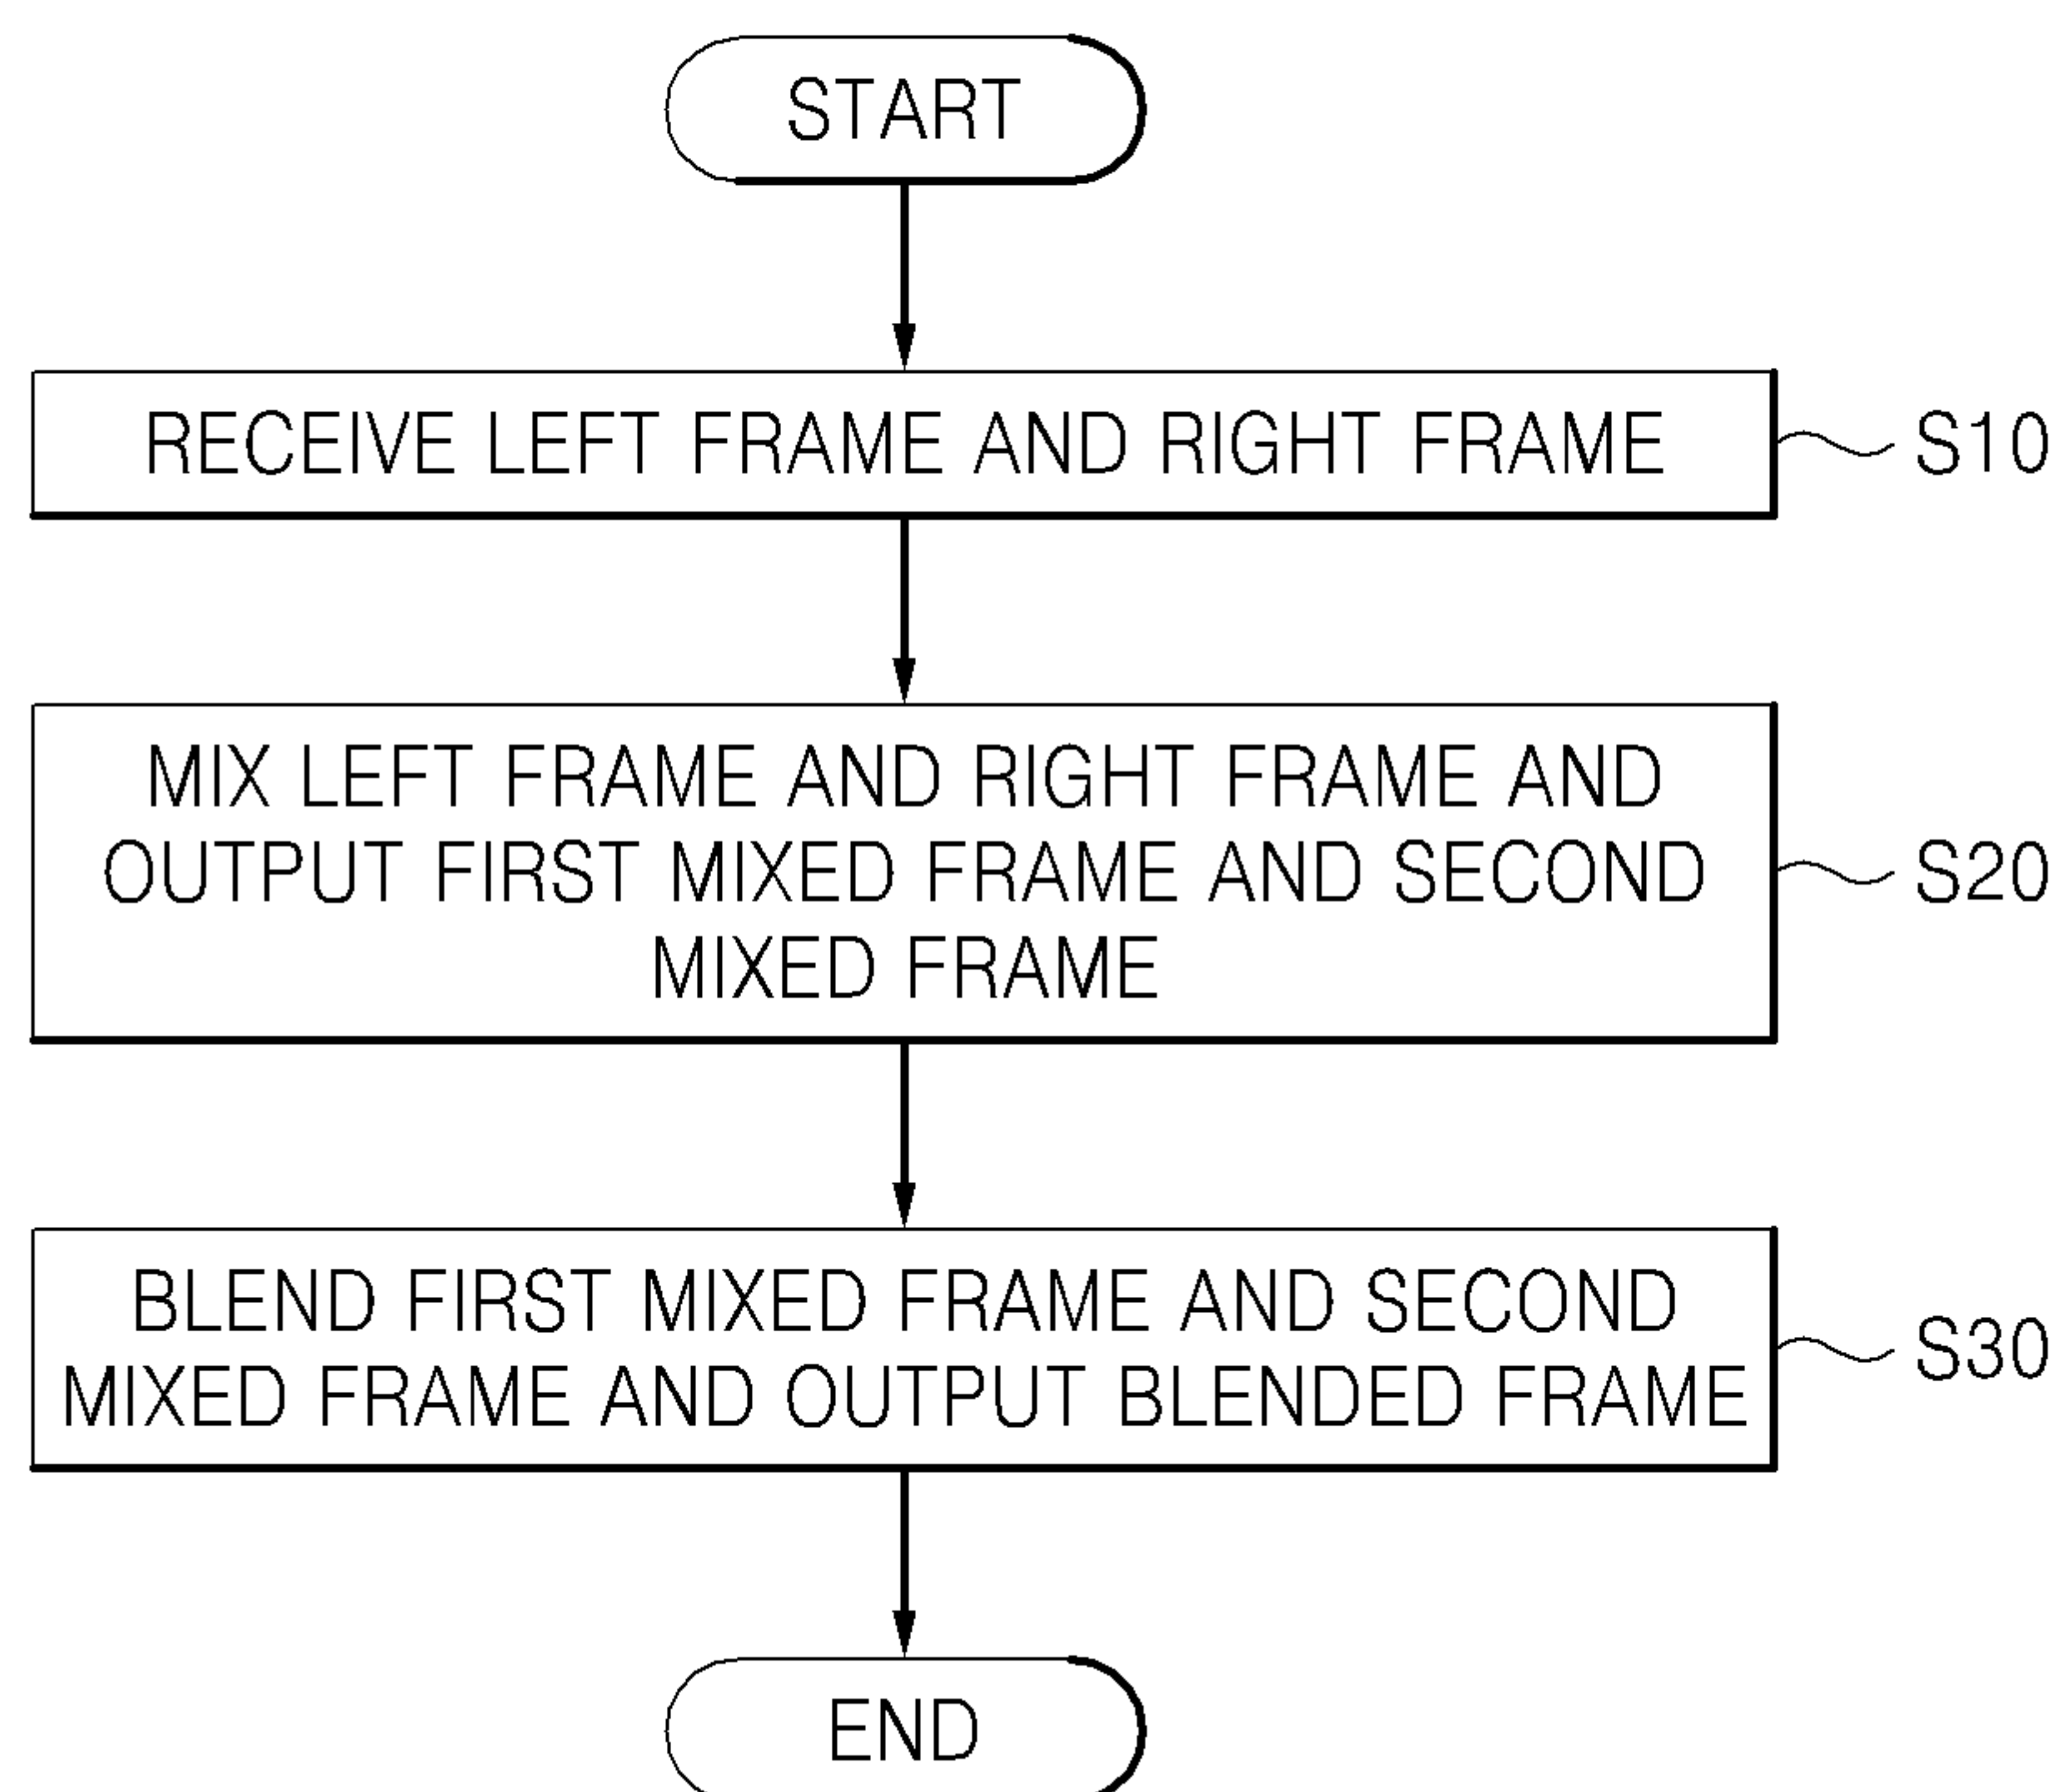 START
RECEIVE LEFT FRAME AND RIGHT FRAME
S10
MIX LEFT FRAME AND RIGHT FRAME AND
OUTPUT FIRST MIXED FRAME AND SECOND
MIXED FRAME
S20
BLEND FIRST MIXED FRAME AND SECOND
MIXED FRAME AND OUTPUT BLENDED FRAME
S30
END